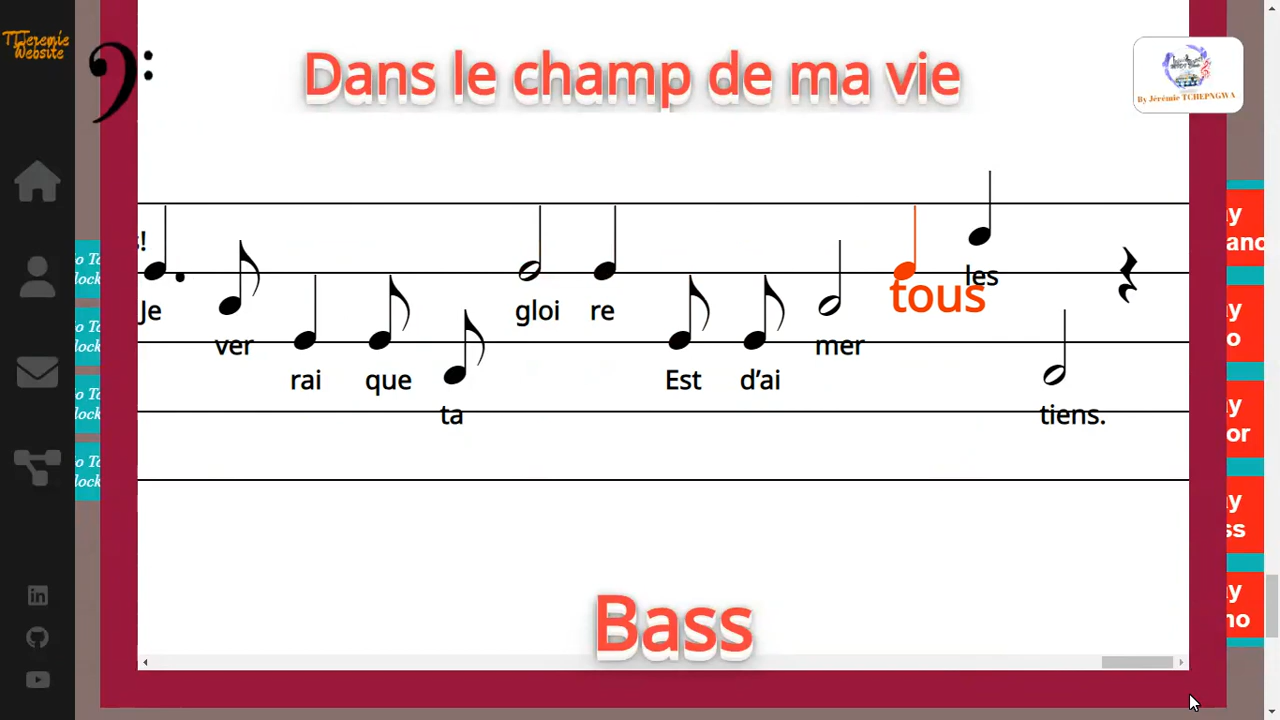 TTJeremie
Website
Dans le champ de ma vie
By Jérémie TCHEPNGWA
s!
Je
ver
rai
que
ta
gloi
re
Est
d’ai
mer
tous
les
tiens.
Bass